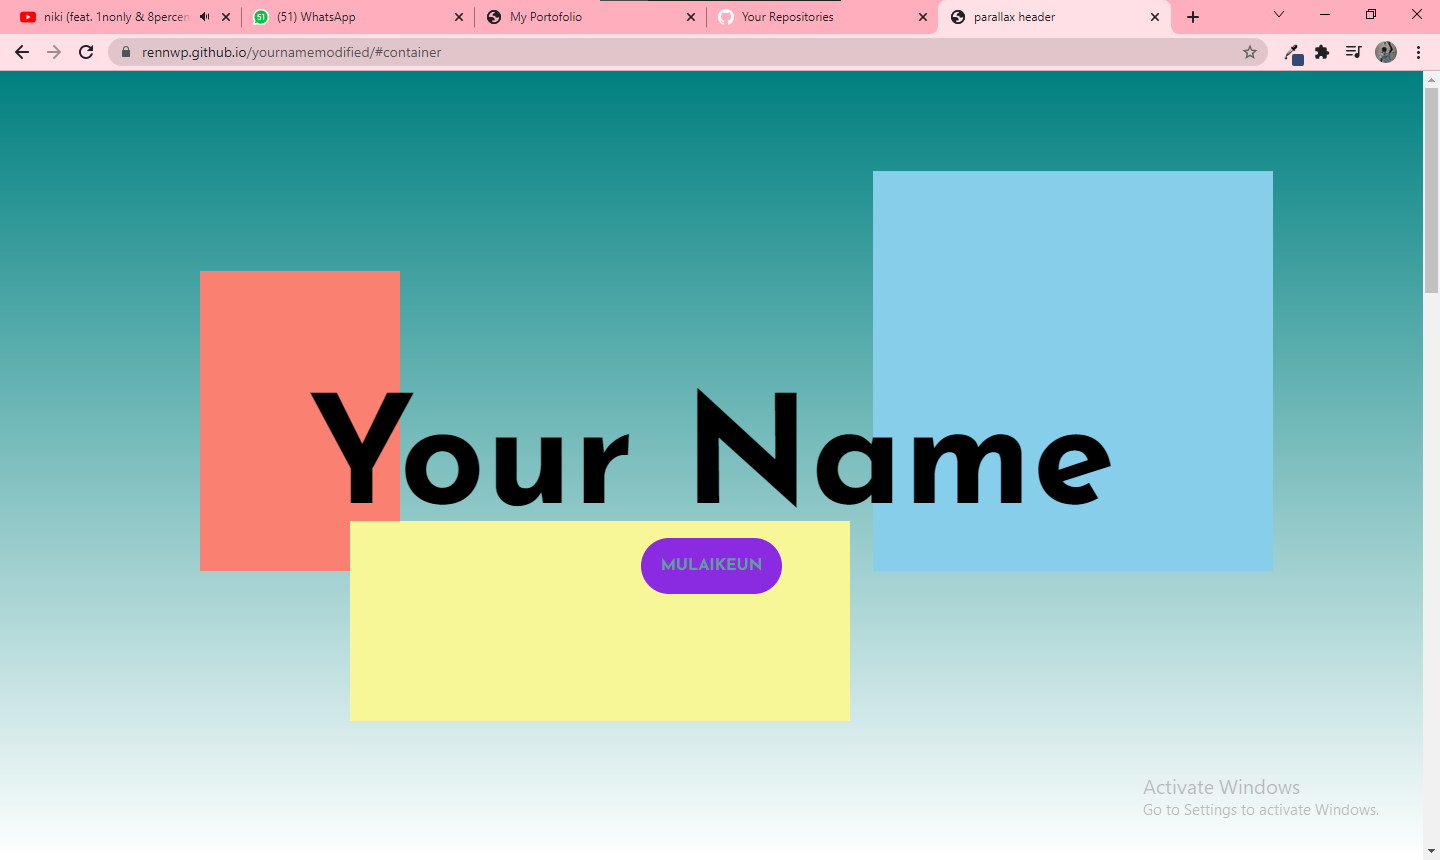 niki (feat. 1nonly & 8percen
51
(51) WhatsApp
My Portofolio
Your Repositories
parallax header
rennwp.github.io/yournamemodified/#container
Your Name
MULAIKEUN
Activate Windows
Go to Settings to activate Windows.